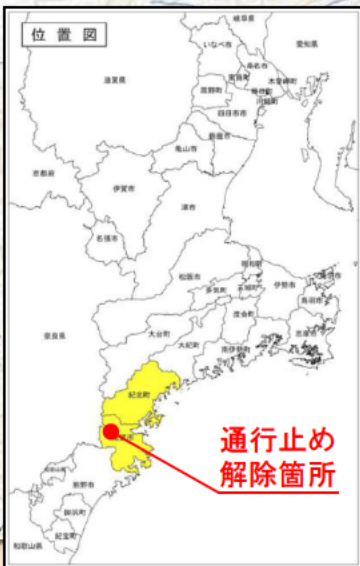 位置図
岐阜県
いなべ市
愛知県
桑名市
滋賀県
東員町
木曽岬町
菰野町
朝日町
川越町
四日市市
鈴鹿市
亀山市
京都府
伊賀市
津市
名張市
松阪市
明和町
多気町
玉城町
伊勢市
鳥羽市
度会町
奈良県
志摩市
大台町
大紀町
南伊勢町
紀北町
通行止め
解除箇所
熊野市
御浜町
紀宝町
和歌山県